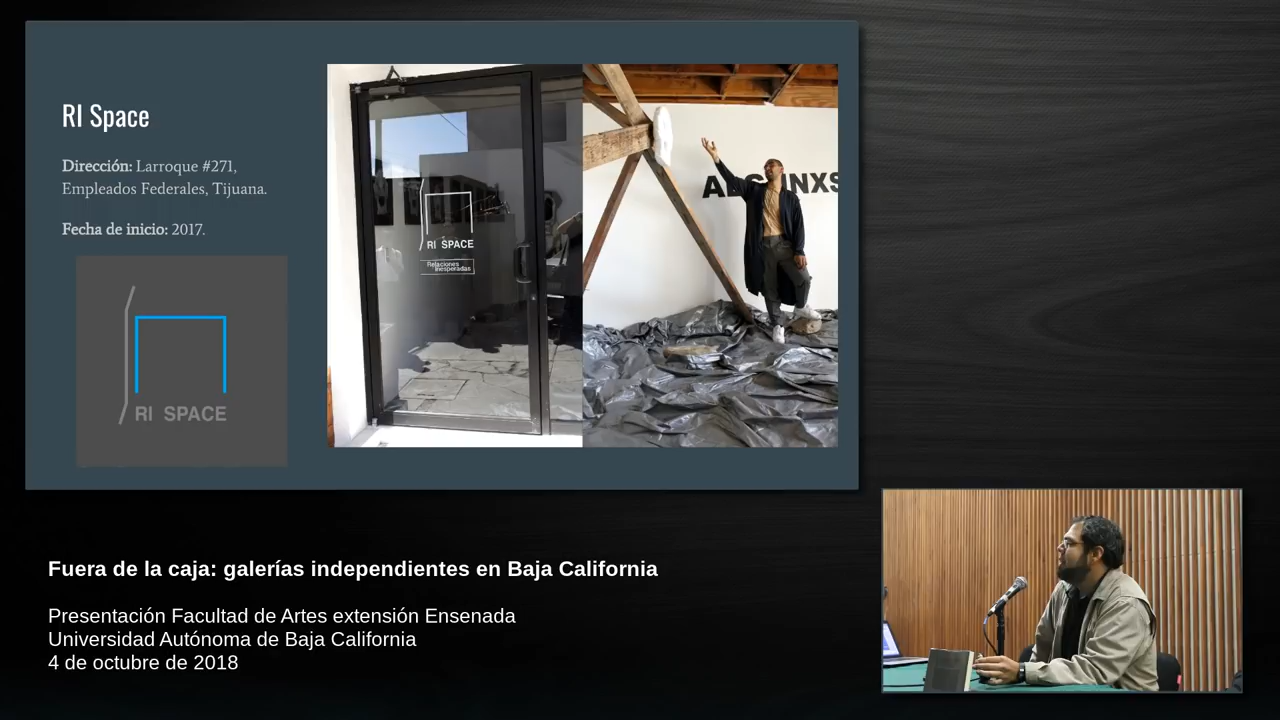 RI Space
Dirección: Larroque #271,
Empleados Federales, Tijuana.
Fecha de inicio: 2017.
RI SPACE
RI SPACE
Relaciones
Inesperadas
Fuera de la caja: galerías independientes en Baja California
Presentación Facultad de Artes extensión Ensenada
Universidad Autónoma de Baja California
4 de octubre de 2018